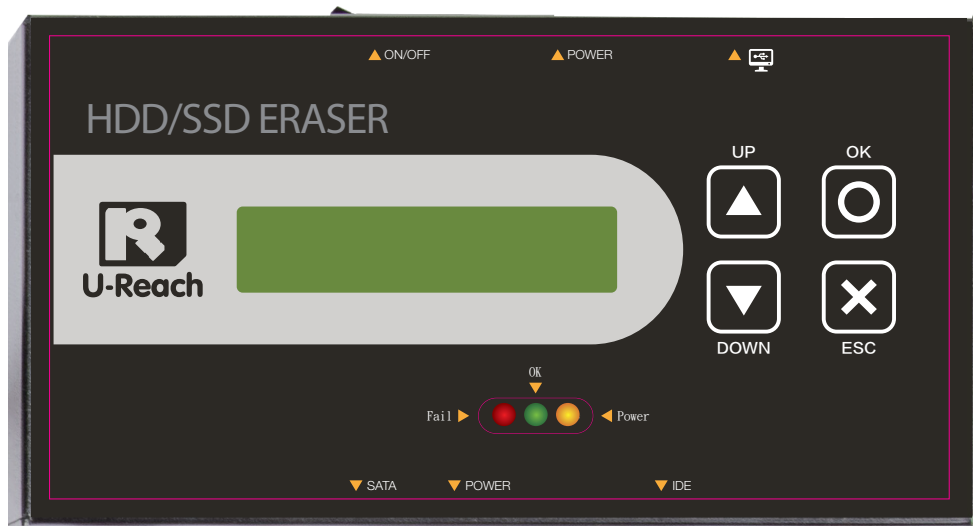 ON/OFF POWER
HDD/SSD ERASER
UP OK
U-Reach
DOWN ESC
OK
Fail Power
SATA POWER IDE